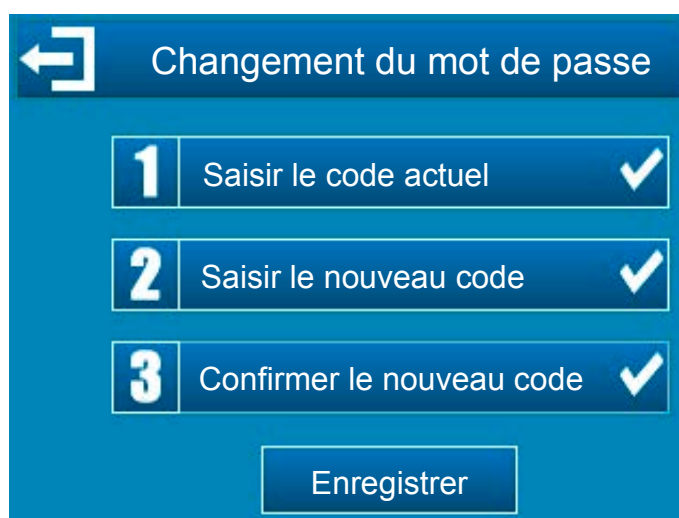 Changement du mot de passe
1 Saisir le code actuel
2 Saisir le nouveau code
3 Confirmer le nouveau code
Enregistrer